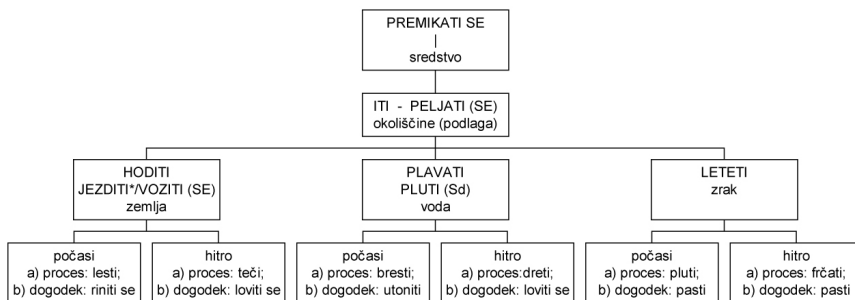 PREMIKATI SE
|
sredstvo
ITI - PELJATI (SE)
okoliščine (podlaga)
HODITI
JEZDITI*/VOZITI (SE)
zemlja
PLAVATI
PLUTI (Sd)
voda
LETETI
zrak
počasi
a) proces: lesti;
b) dogodek: riniti se
hitro
a) proces: teči;
b) dogodek: loviti se
počasi
a) proces: bresti;
b) dogodek: utoniti
hitro
a) proces:dreti;
b) dogodek: loviti se
počasi
a) proces: pluti;
b) dogodek: pasti
hitro
a) proces: frčati;
b) dogodek: pasti